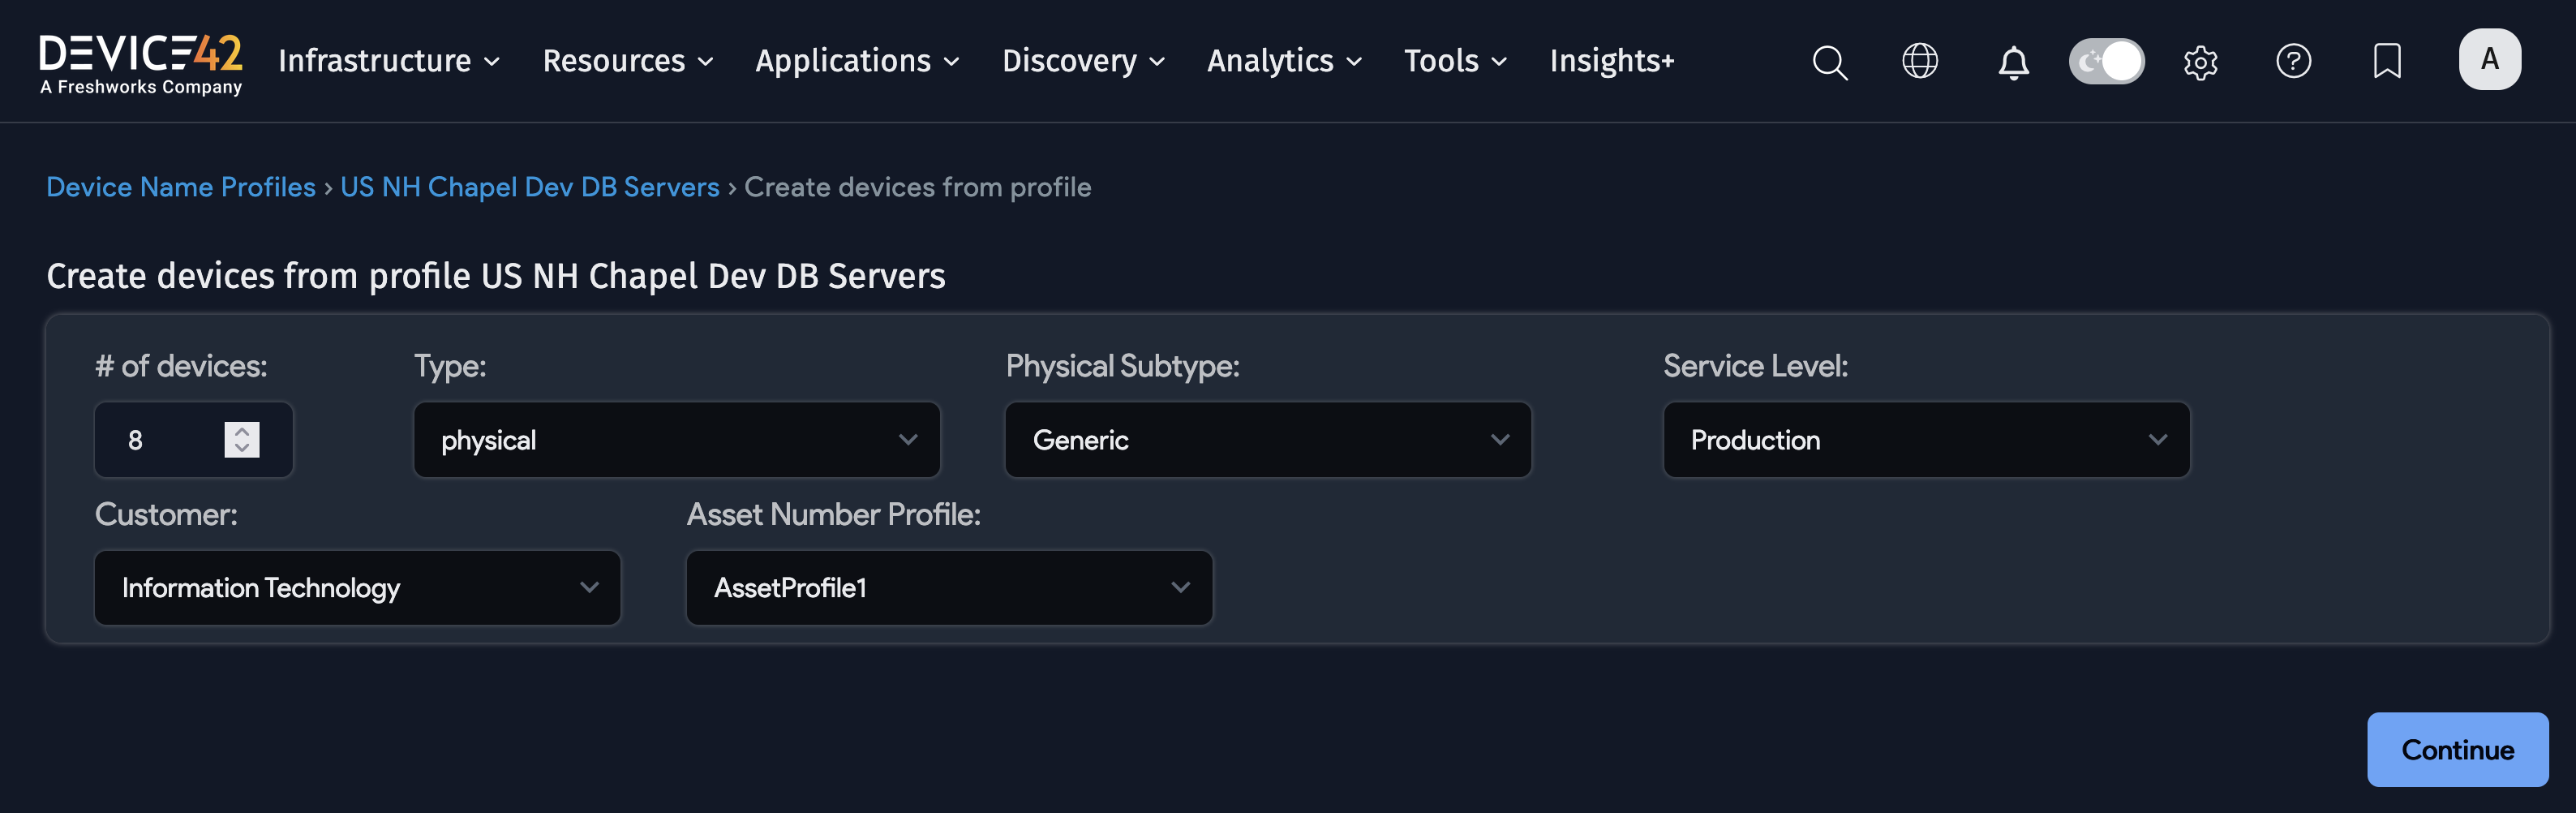 DEVICE42
A Freshworks Company
Infrastructure Resources Applications Discovery Analytics Tools Insights+
A
Device Name Profiles › US NH Chapel Dev DB Servers › Create devices from profile
Create devices from profile US NH Chapel Dev DB Servers
# of devices: Type: Physical Subtype: Service Level:
8 physical Generic Production
Customer: Asset Number Profile:
Information Technology AssetProfile1
Continue